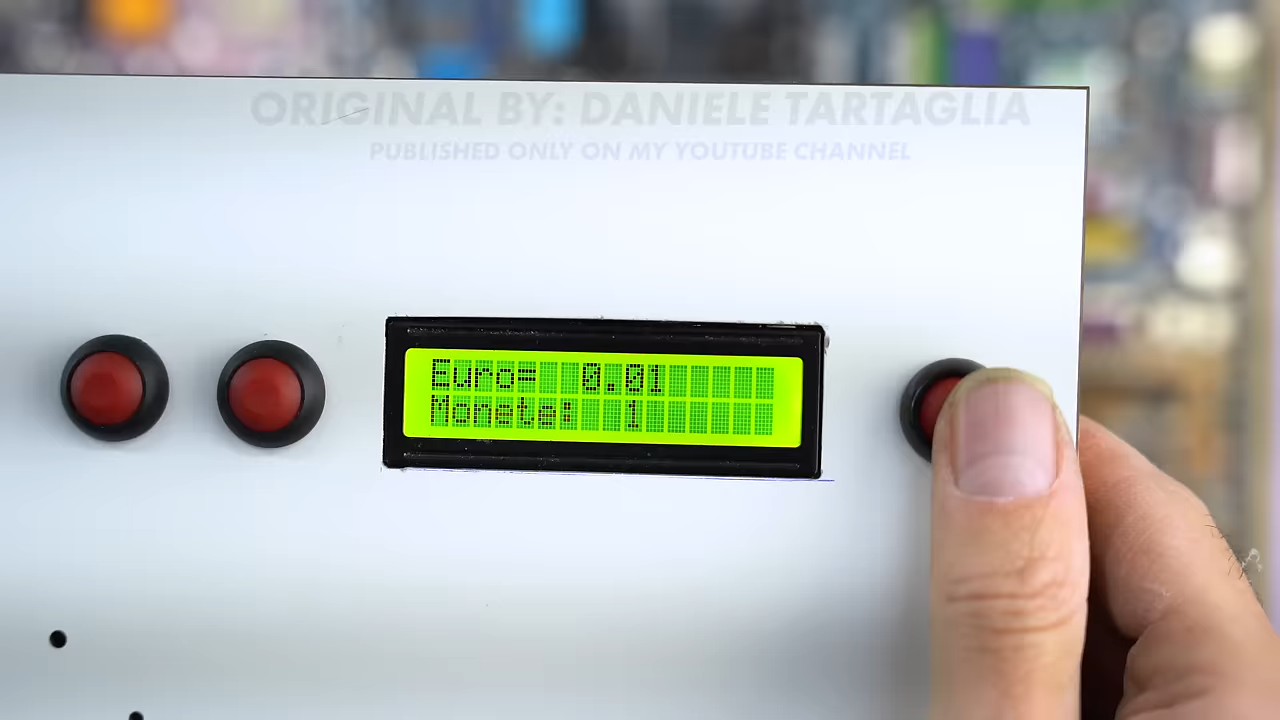 ORIGINAL BY: DANIELE TARTAGLIA
PUBLISHED ONLY ON MY YOUTUBE CHANNEL
Euro= 0.01
Monete: 1